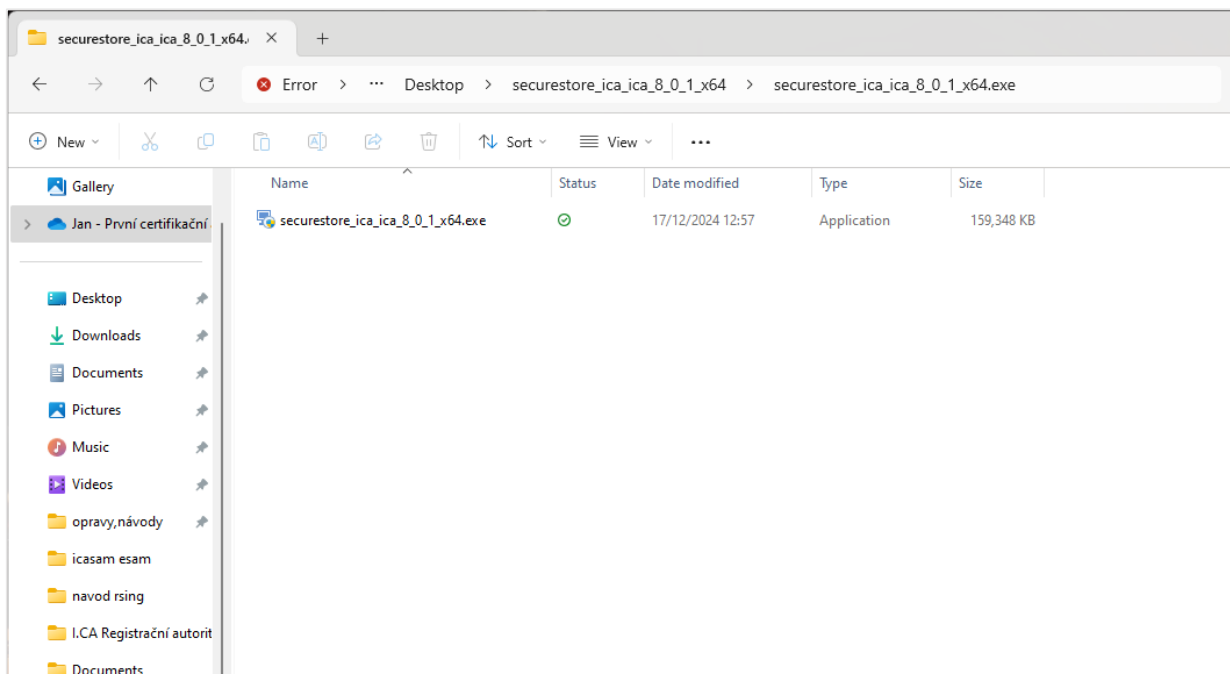 securestore_ica_ica_8_0_1_x64.
Error > ... Desktop > securestore_ica_ica_8_0_1_x64 > securestore_ica_ica_8_0_1_x64.exe
New Sort View ...
Gallery
Jan - První certifikační
Desktop
Downloads
Documents
Pictures
Music
Videos
opravy,návody
icasam esam
navod rsing
I.CA Registrační autorit
Documents
Name Status Date modified Type Size
securestore_ica_ica_8_0_1_x64.exe 17/12/2024 12:57 Application 159,348 KB